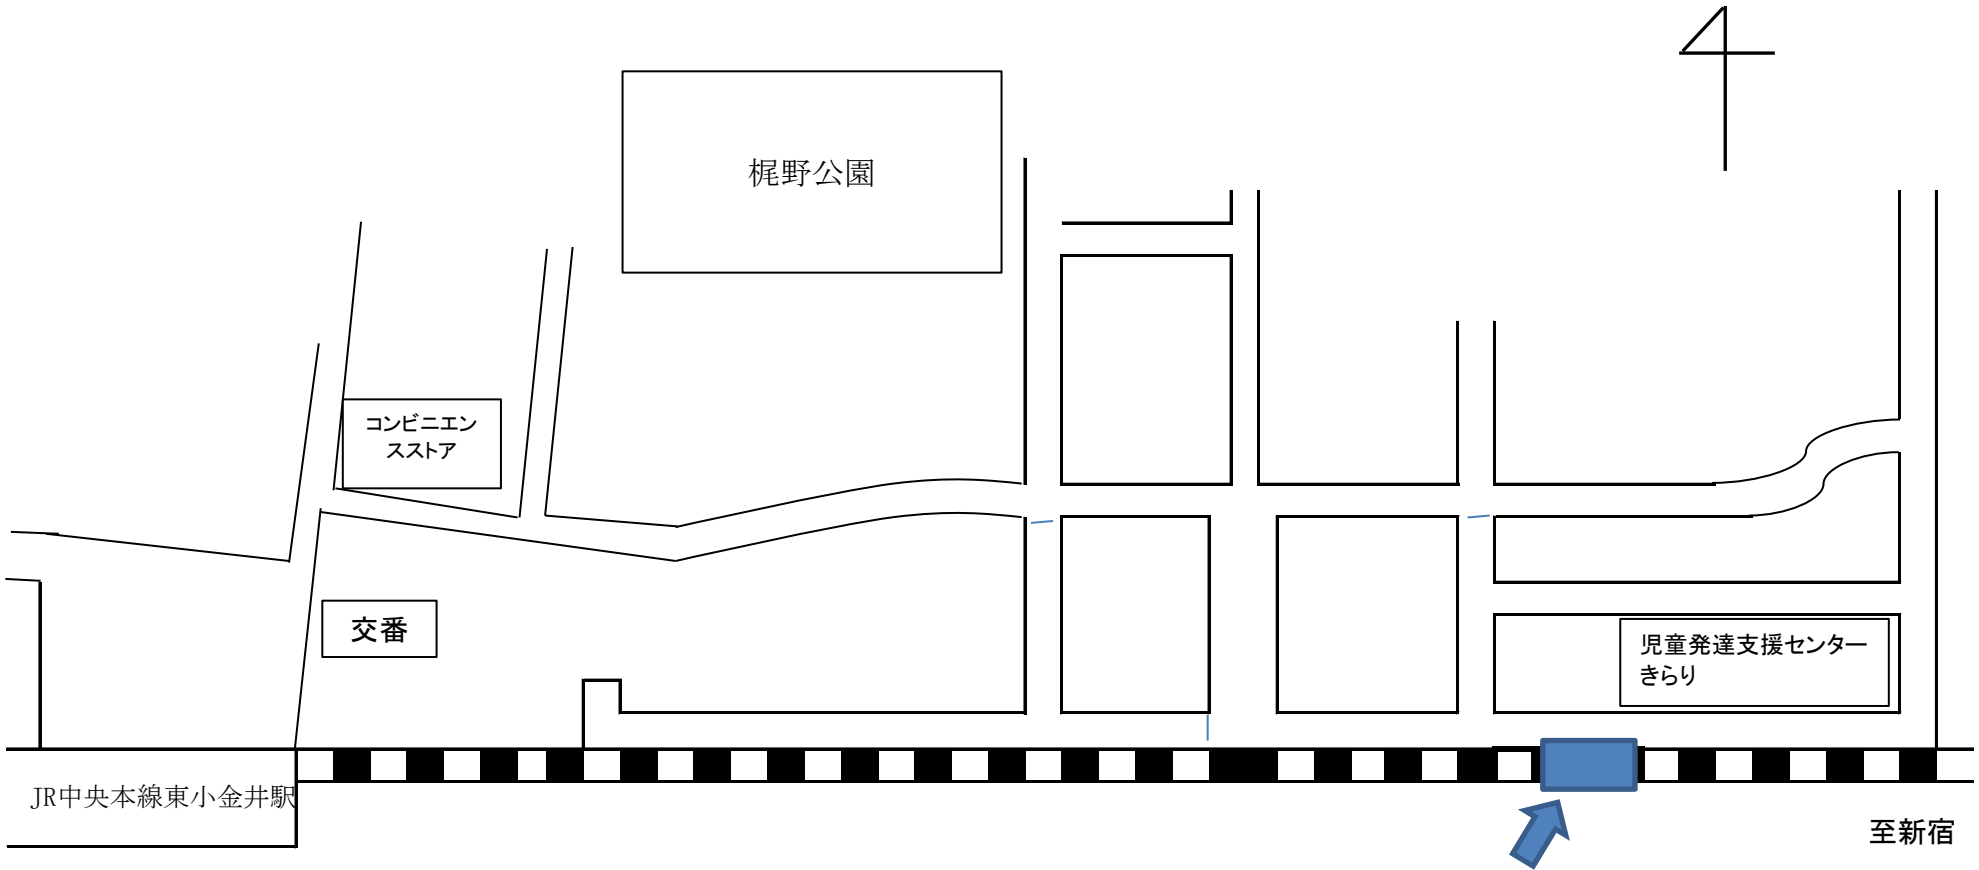 梶野公園
コンビニエン
スストア
交番
児童発達支援センター
きらり
JR中央本線東小金井駅
至新宿